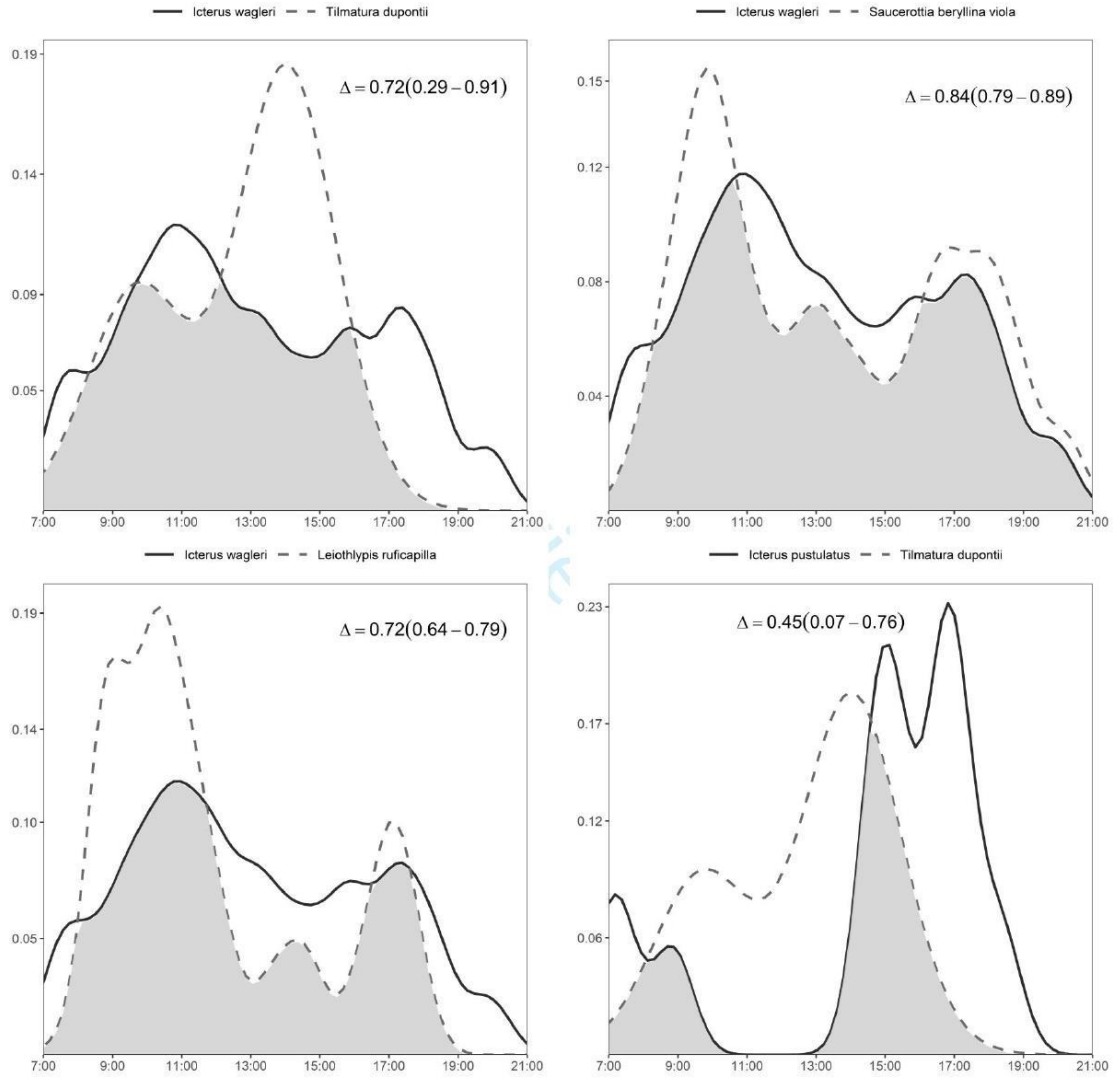 Icterus wagleri Tilmatura dupontii
Δ = 0.72(0.29 – 0.91)
0.19
0.14
0.09
0.05
7:00 9:00 11:00 13:00 15:00 17:00 19:00 21:00
Icterus wagleri Saucerottia beryllina viola
Δ = 0.84(0.79 – 0.89)
0.15
0.12
0.08
0.04
7:00 9:00 11:00 13:00 15:00 17:00 19:00 21:00
Icterus wagleri Leiothlypis ruficapilla
Δ = 0.72(0.64 – 0.79)
0.19
0.14
0.10
0.05
7:00 9:00 11:00 13:00 15:00 17:00 19:00 21:00
Icterus pustulatus Tilmatura dupontii
Δ = 0.45(0.07 – 0.76)
0.23
0.17
0.12
0.06
7:00 9:00 11:00 13:00 15:00 17:00 19:00 21:00